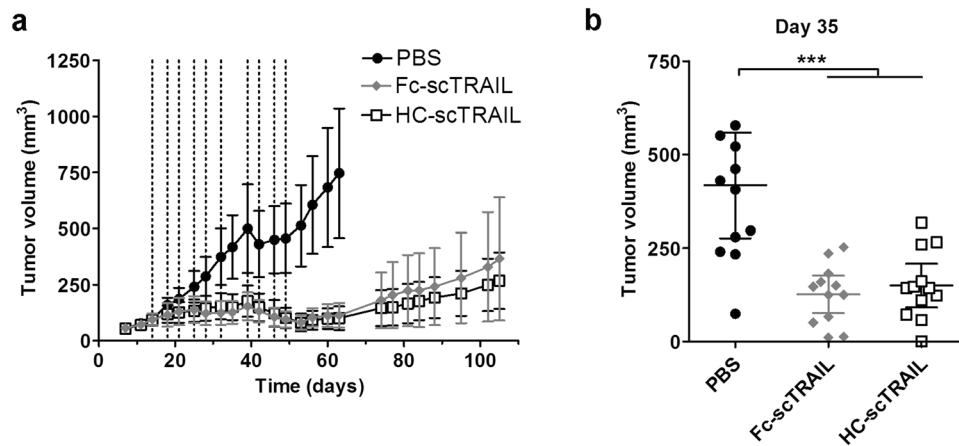 a
PBS
Fc-scTRAIL
HC-scTRAIL
Tumor volume (mm³)
1250
1000
750
500
250
0
0 20 40 60 80 100
Time (days)
b
Day 35
***
Tumor volume (mm³)
750
500
250
0
PBS
Fc-scTRAIL
HC-scTRAIL